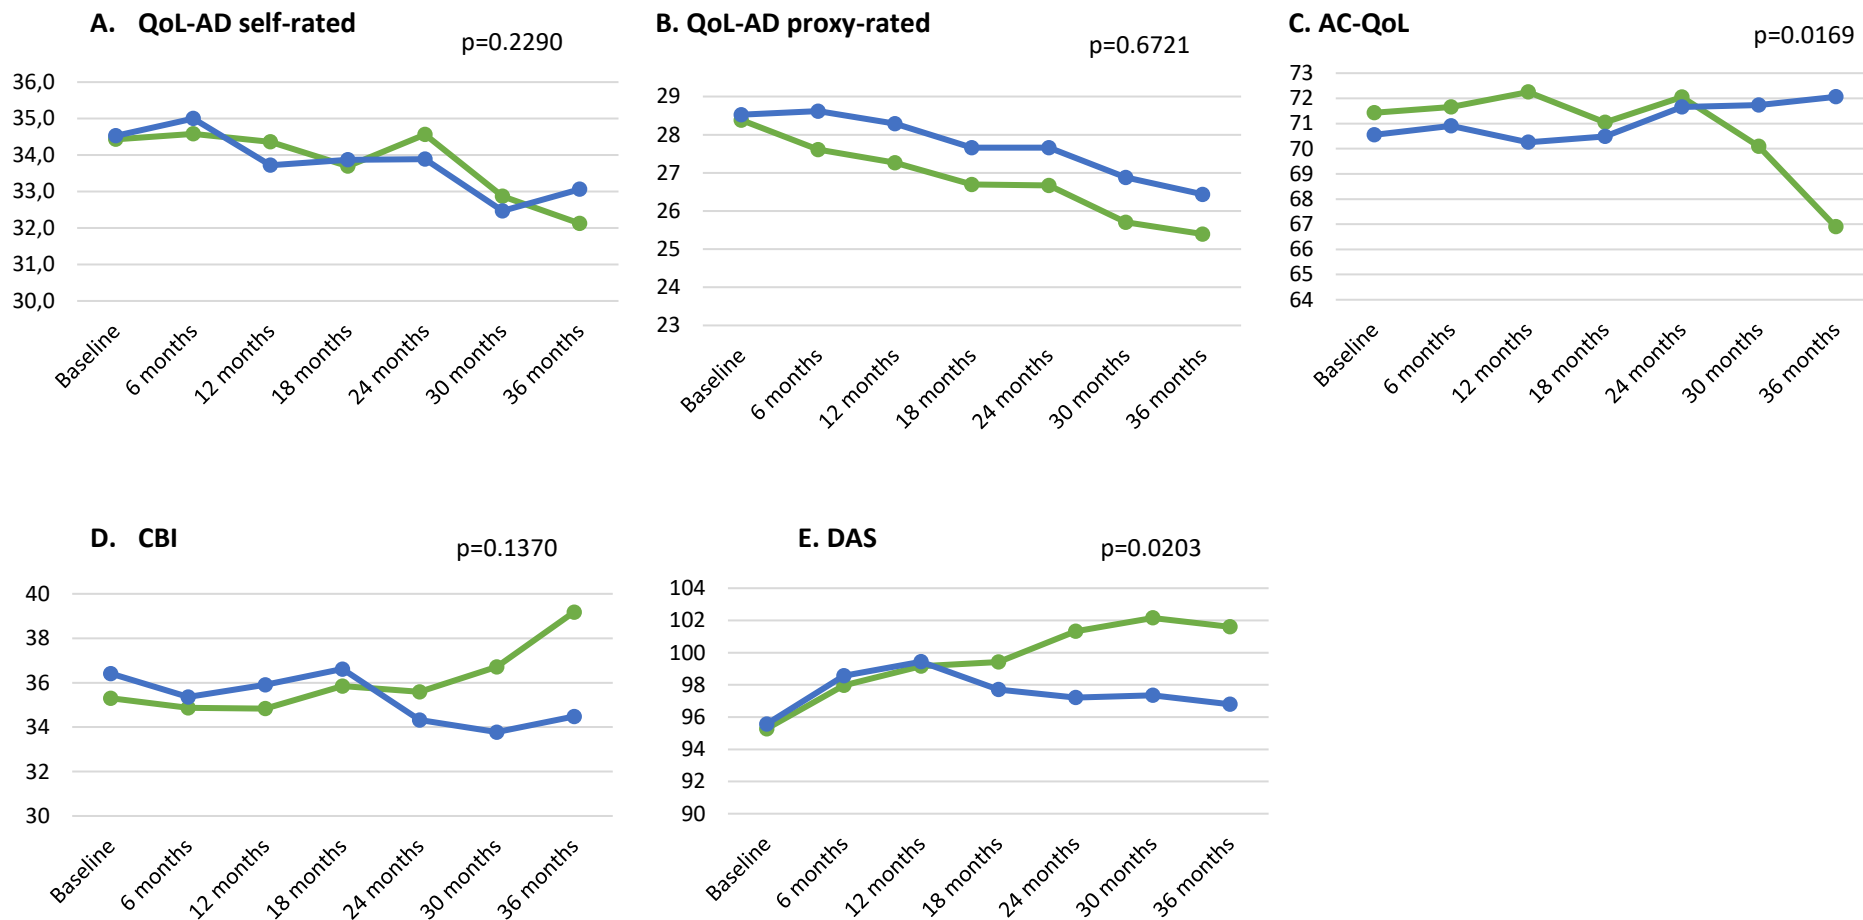 A. QoL-AD self-rated
p=0.2290
36,0
35,0
34,0
33,0
32,0
31,0
30,0
Baseline
6 months
12 months
18 months
24 months
30 months
36 months
B. QoL-AD proxy-rated
p=0.6721
29
28
27
26
25
24
23
Baseline
6 months
12 months
18 months
24 months
30 months
36 months
C. AC-QoL
p=0.0169
73
72
71
70
69
68
67
66
65
64
Baseline
6 months
12 months
18 months
24 months
30 months
36 months
D. CBI
p=0.1370
40
38
36
34
32
30
Baseline
6 months
12 months
18 months
24 months
30 months
36 months
E. DAS
p=0.0203
104
102
100
98
96
94
92
90
Baseline
6 months
12 months
18 months
24 months
30 months
36 months